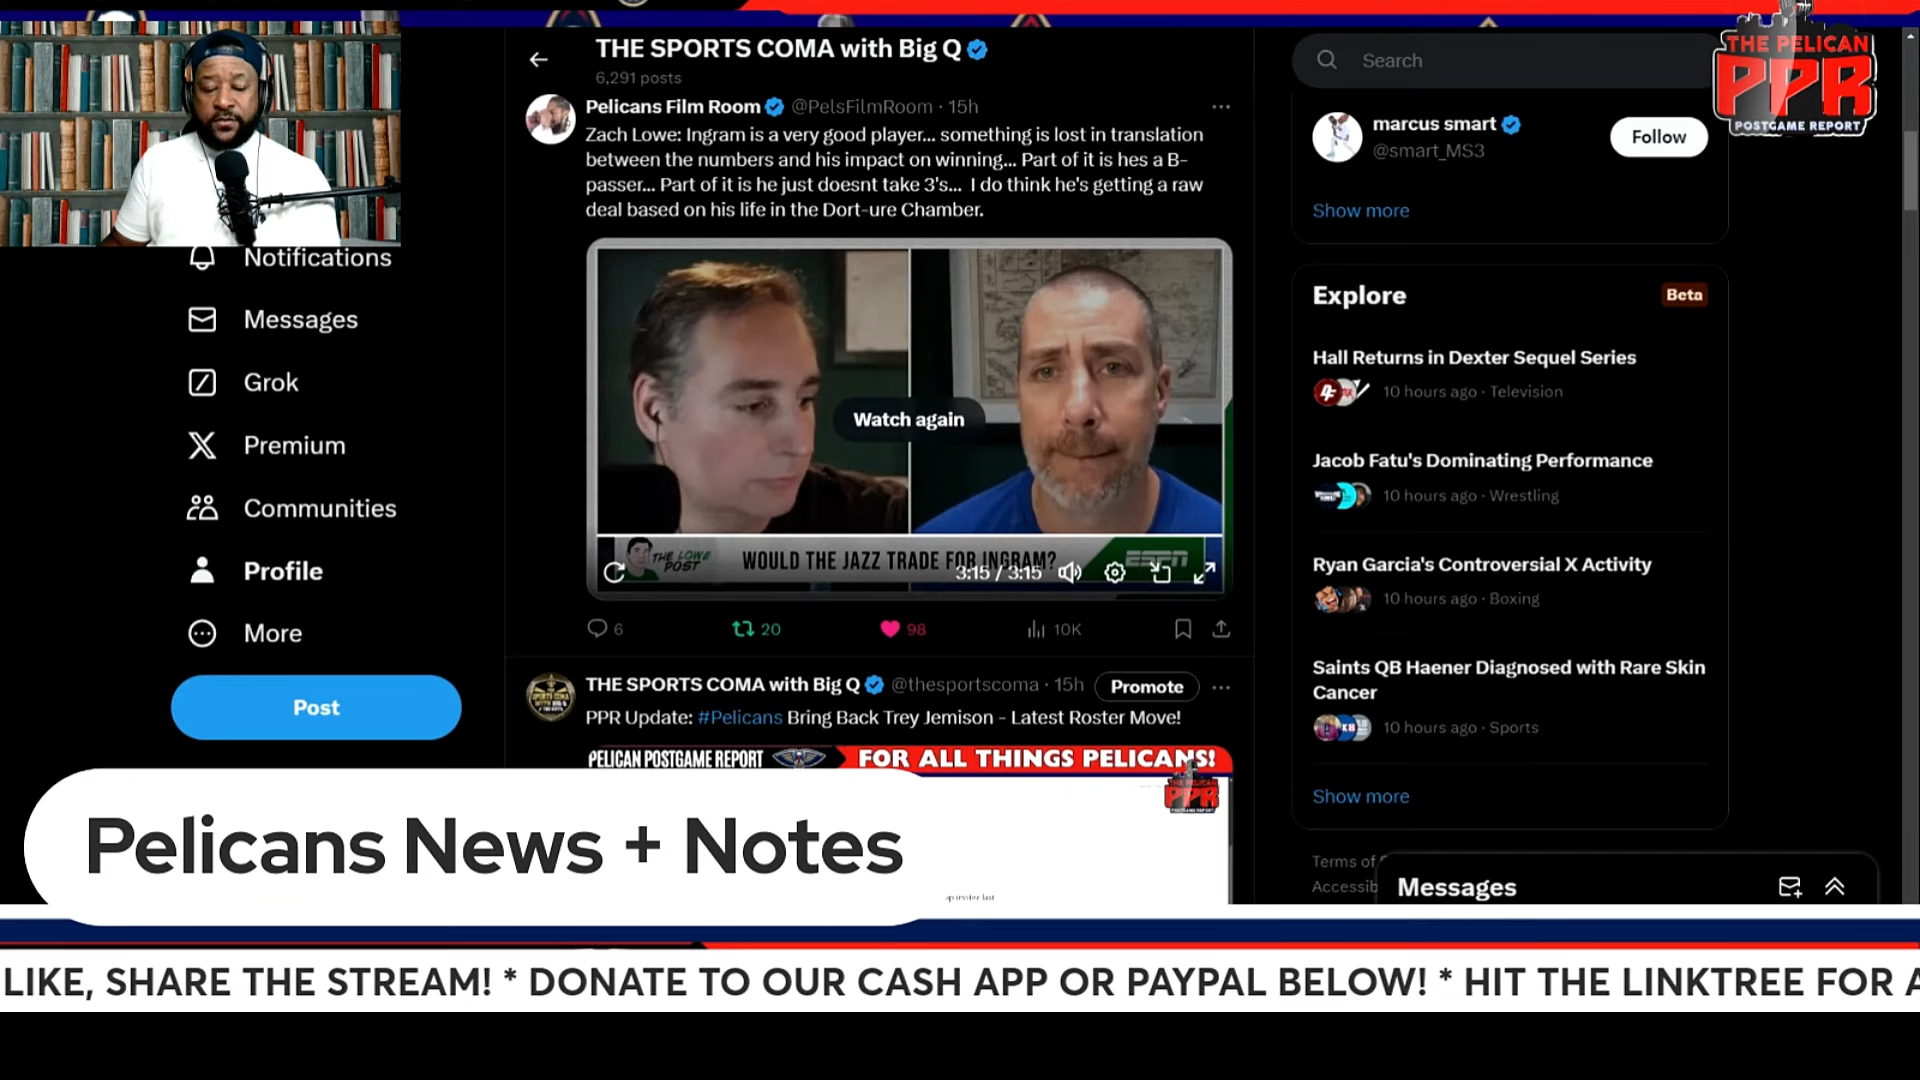 THE SPORTS COMA with Big Q
6,291 posts
Search
THE PELICAN
PPR
POSTGAME REPORT
Pelicans Film Room @PelsFilmRoom · 15h
Zach Lowe: Ingram is a very good player... something is lost in translation
between the numbers and his impact on winning... Part of it is hes a B-
passer... Part of it is he just doesnt take 3's... I do think he's getting a raw
deal based on his life in the Dort-ure Chamber.
Watch again
THE LOWE
POST
WOULD THE JAZZ TRADE FOR INGRAM?
ESPN
3:15 / 3:15
6
20
98
10K
THE SPORTS COMA with Big Q @thesportscoma · 15h
Promote
PPR Update: #Pelicans Bring Back Trey Jemison - Latest Roster Move!
PELICAN POSTGAME REPORT
FOR ALL THINGS PELICANS!
PPR
Notifications
Messages
Grok
Premium
Communities
Profile
More
Post
marcus smart
@smart_MS3
Follow
Show more
Explore
Beta
Hall Returns in Dexter Sequel Series
10 hours ago · Television
Jacob Fatu's Dominating Performance
10 hours ago · Wrestling
Ryan Garcia's Controversial X Activity
10 hours ago · Boxing
Saints QB Haener Diagnosed with Rare Skin
Cancer
10 hours ago · Sports
Show more
Terms of
Accessib
Messages
Pelicans News + Notes
LIKE, SHARE THE STREAM! * DONATE TO OUR CASH APP OR PAYPAL BELOW! * HIT THE LINKTREE FOR A